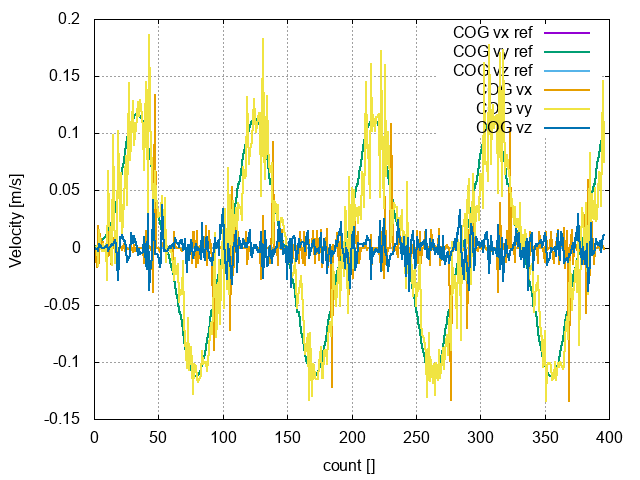 0.2
0.15
0.1
0.05
0
-0.05
-0.1
-0.15
Velocity [m/s]
COG vx ref
COG vy ref
COG vz ref
COG vx
COG vy
COG vz
0 50 100 150 200 250 300 350 400
count []